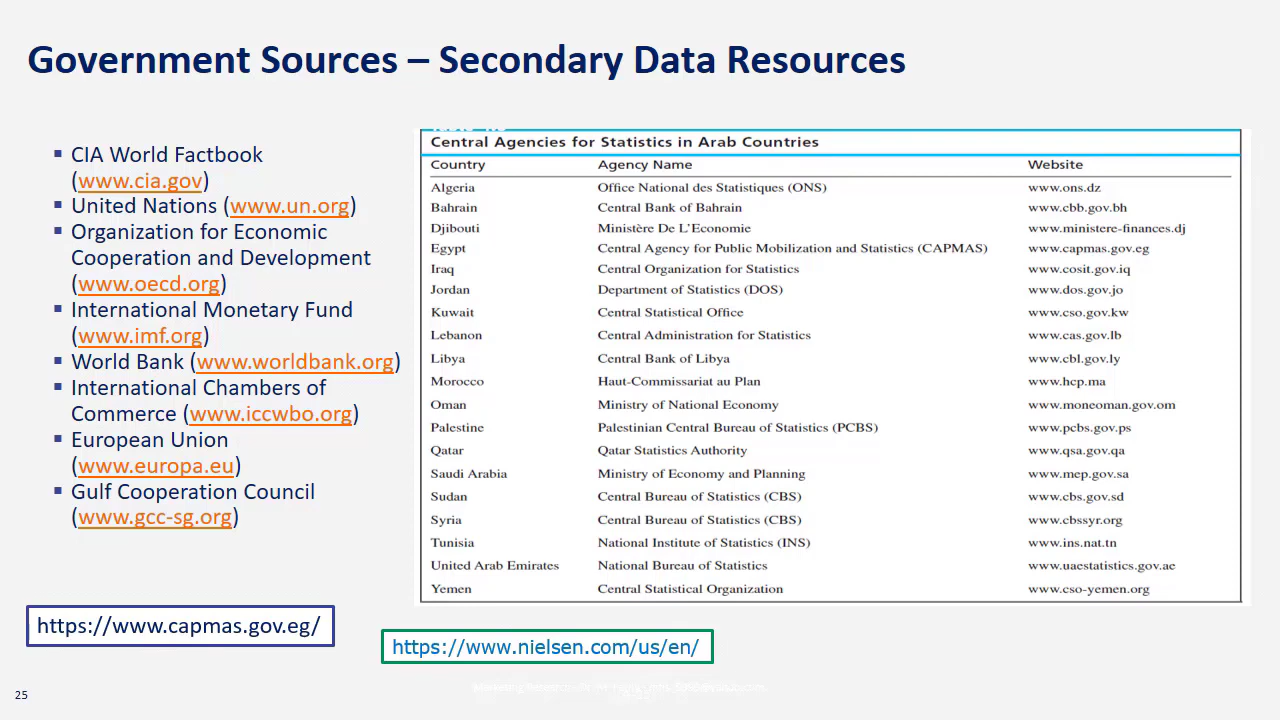 Government Sources – Secondary Data Resources
CIA World Factbook
(www.cia.gov)
United Nations (www.un.org)
Organization for Economic
Cooperation and Development
(www.oecd.org)
International Monetary Fund
(www.imf.org)
World Bank (www.worldbank.org)
International Chambers of
Commerce (www.iccwbo.org)
European Union
(www.europa.eu)
Gulf Cooperation Council
(www.gcc-sg.org)
Central Agencies for Statistics in Arab Countries
Country Agency Name Website
Algeria Office National des Statistiques (ONS) www.ons.dz
Bahrain Central Bank of Bahrain www.cbb.gov.bh
Djibouti Ministère De L'Economie www.ministere-finances.dj
Egypt Central Agency for Public Mobilization and Statistics (CAPMAS) www.capmas.gov.eg
Iraq Central Organization for Statistics www.cosit.gov.iq
Jordan Department of Statistics (DOS) www.dos.gov.jo
Kuwait Central Statistical Office www.cso.gov.kw
Lebanon Central Administration for Statistics www.cas.gov.lb
Libya Central Bank of Libya www.cbl.gov.ly
Morocco Haut-Commissariat au Plan www.hcp.ma
Oman Ministry of National Economy www.moneoman.gov.om
Palestine Palestinian Central Bureau of Statistics (PCBS) www.pcbs.gov.ps
Qatar Qatar Statistics Authority www.qsa.gov.qa
Saudi Arabia Ministry of Economy and Planning www.mep.gov.sa
Sudan Central Bureau of Statistics (CBS) www.cbs.gov.sd
Syria Central Bureau of Statistics (CBS) www.cbssyr.org
Tunisia National Institute of Statistics (INS) www.ins.nat.tn
United Arab Emirates National Bureau of Statistics www.uaestatistics.gov.ae
Yemen Central Statistical Organization www.cso-yemen.org
https://www.capmas.gov.eg/
https://www.nielsen.com/us/en/
25